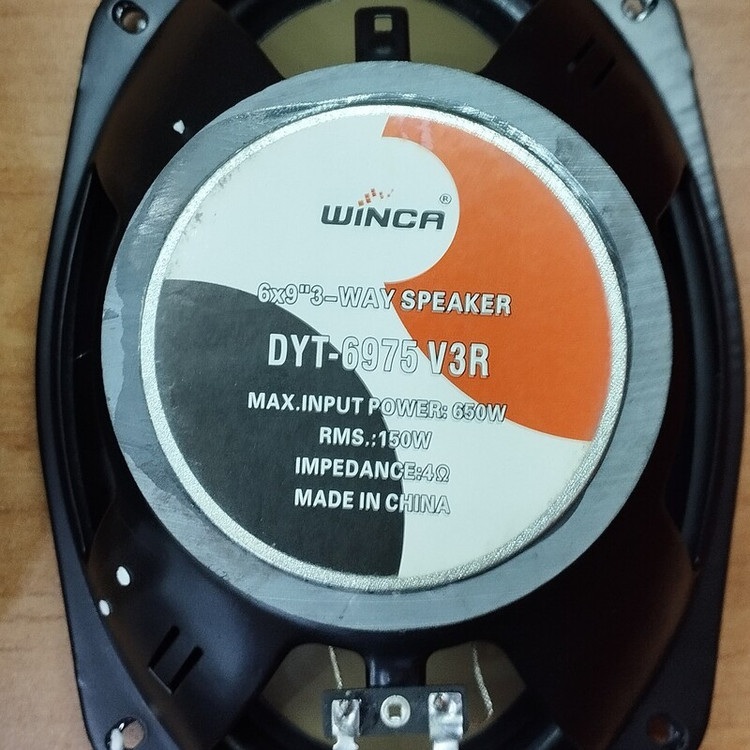 WINCA®
6x9"3-WAY SPEAKER
DYT-6975 V3R
MAX.INPUT POWER: 650W
RMS.:150W
IMPEDANCE:4Ω
MADE IN CHINA